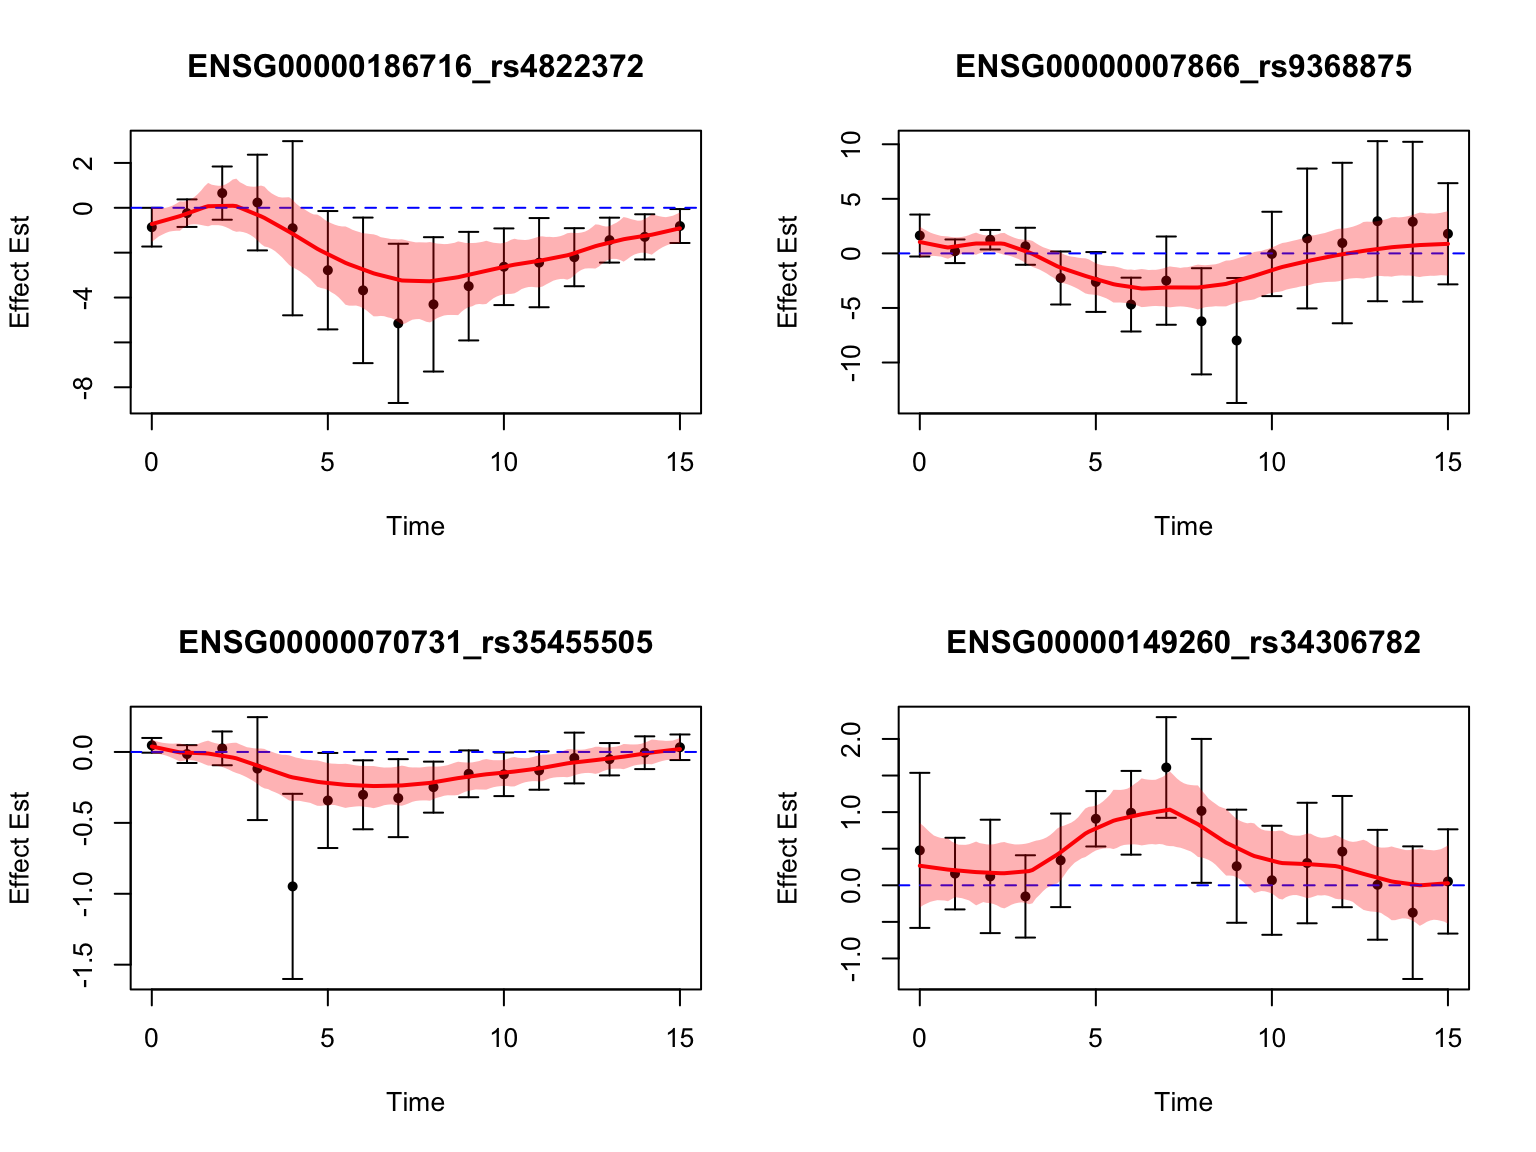 ENSG00000186716_rs4822372
Effect Est
2
0
-4
-8
0 5 10 15
Time
ENSG00000007866_rs9368875
Effect Est
10
5
0
-5
-10
0 5 10 15
Time
ENSG00000070731_rs35455505
Effect Est
0.0
-0.5
-1.0
-1.5
0 5 10 15
Time
ENSG00000149260_rs34306782
Effect Est
2.0
1.0
0.0
-1.0
0 5 10 15
Time